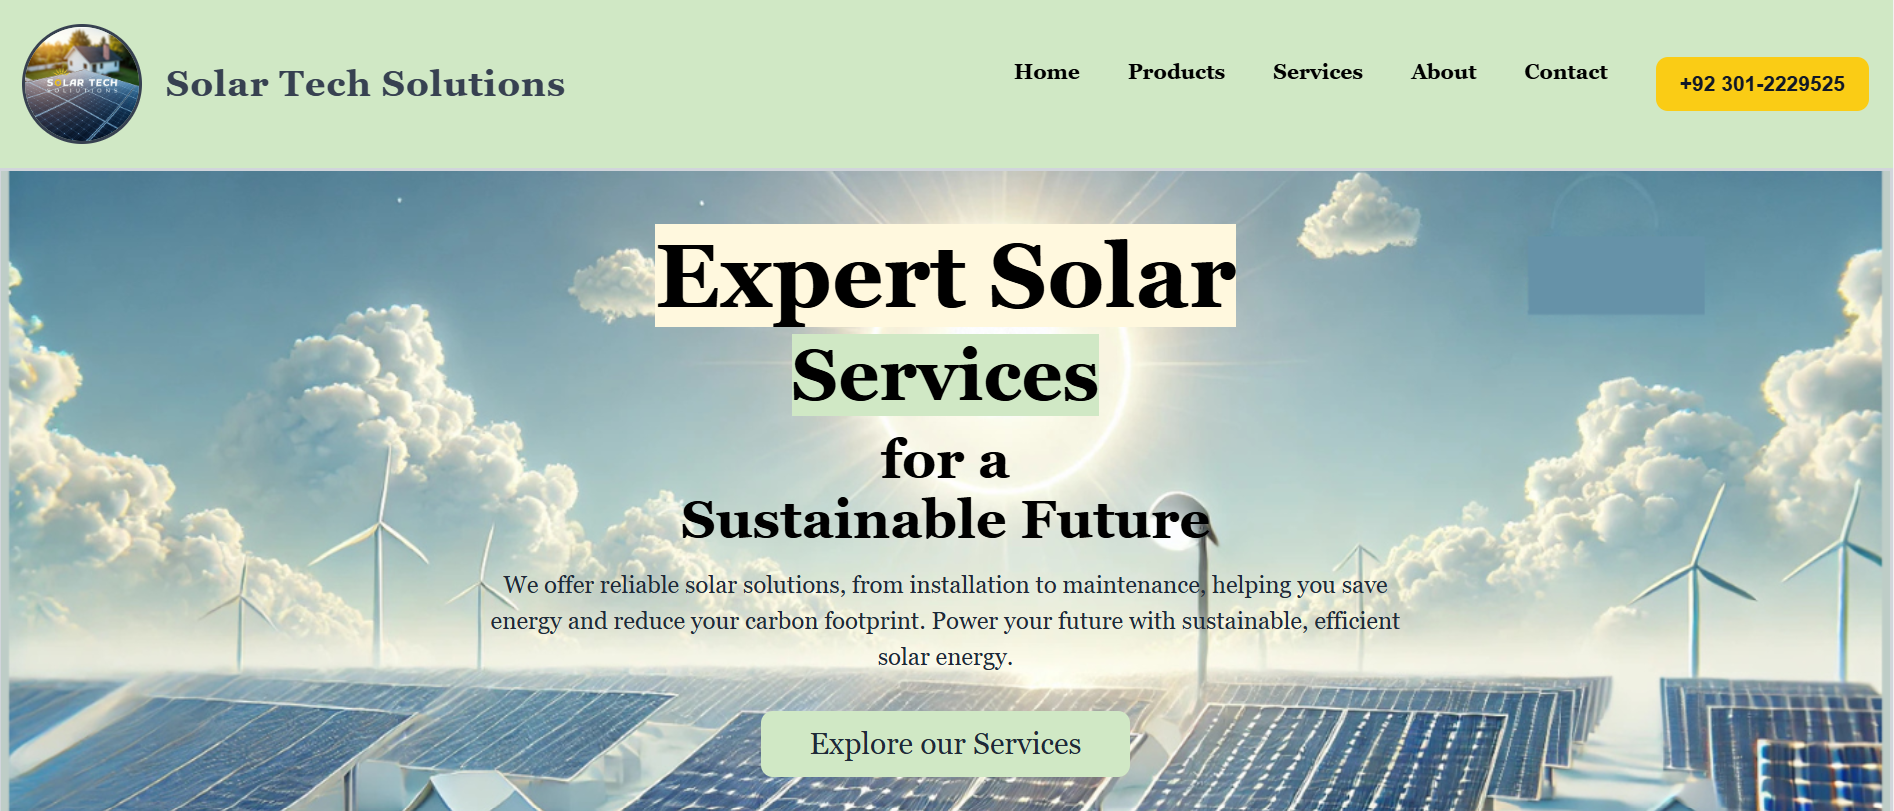 SOLAR TECH
SOLUTIONS
Solar Tech Solutions
Home Products Services About Contact +92 301-2229525
Expert Solar
Services
for a
Sustainable Future
We offer reliable solar solutions, from installation to maintenance, helping you save
energy and reduce your carbon footprint. Power your future with sustainable, efficient
solar energy.
Explore our Services